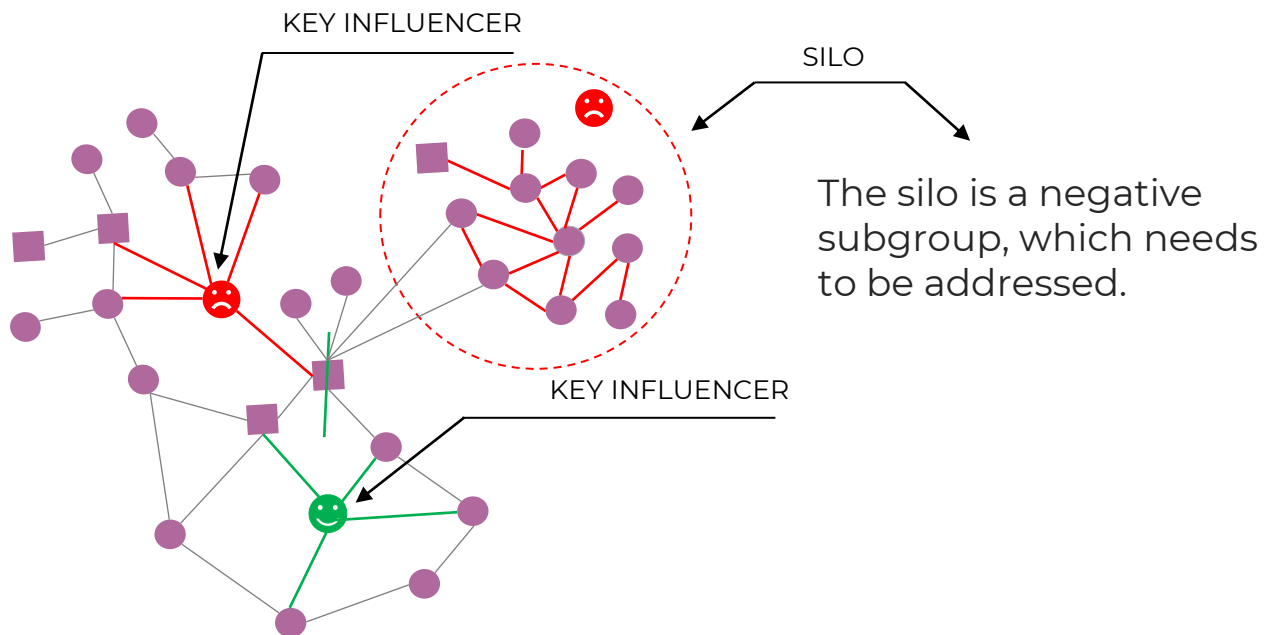 KEY INFLUENCER
SILO
The silo is a negative
subgroup, which needs
to be addressed.
KEY INFLUENCER